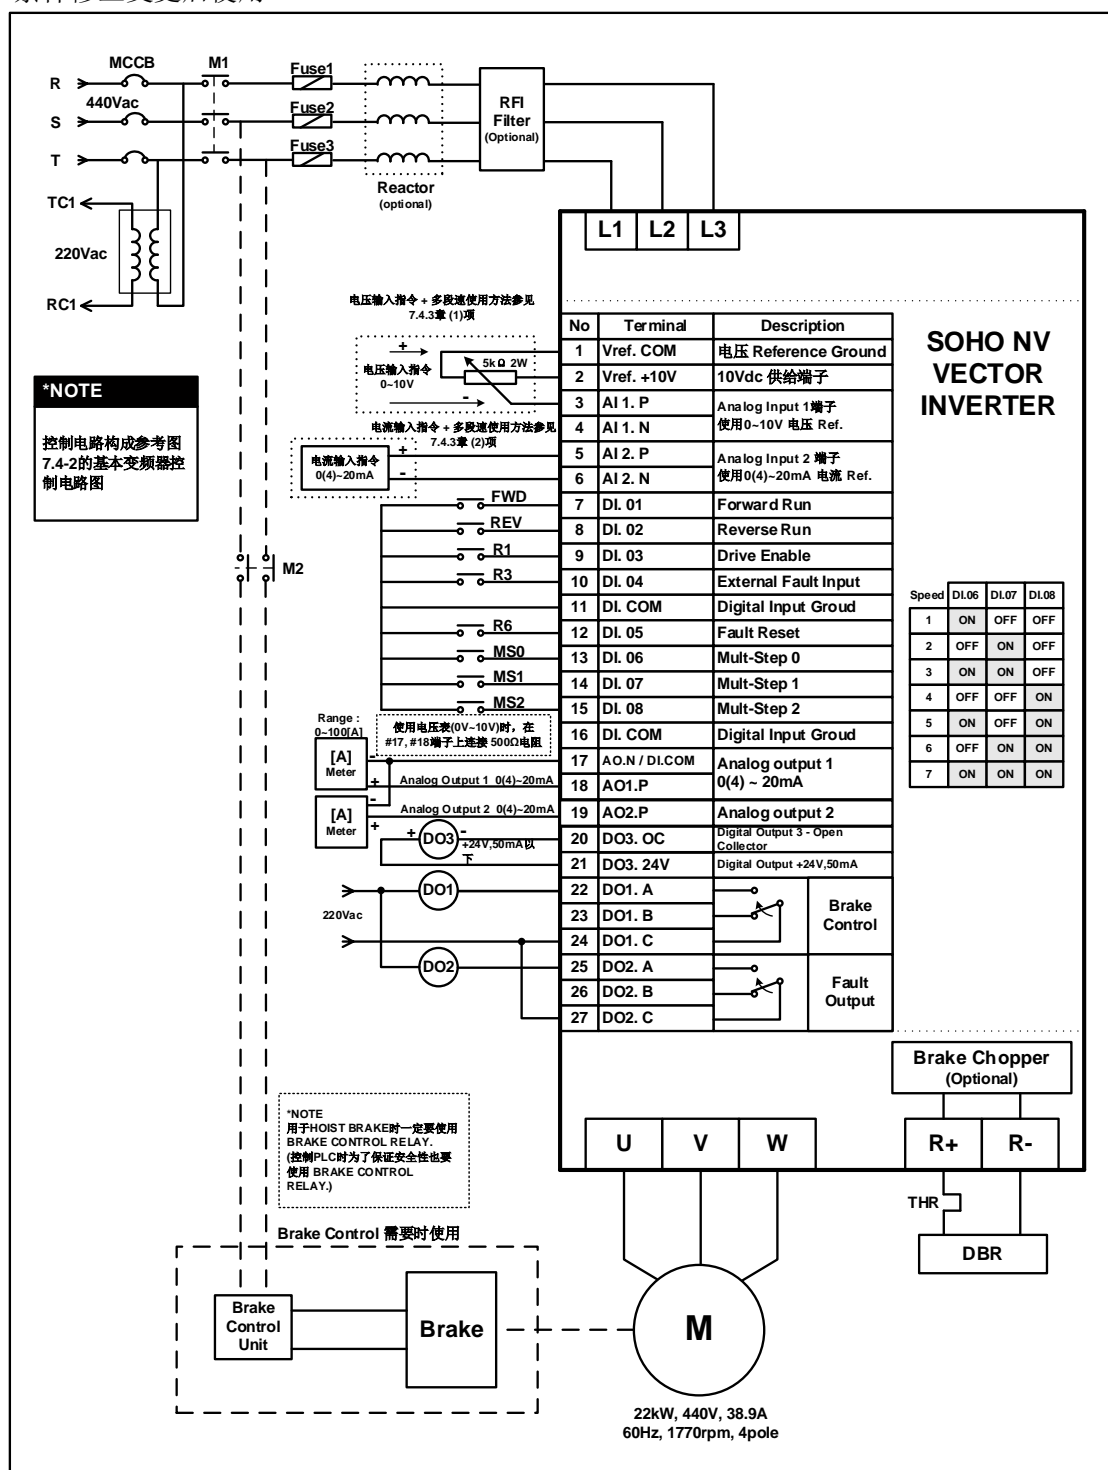 MCCB
M1
R
440Vac
S
T
Fuse1
Fuse2
Fuse3
Reactor
(optional)
RFI
Filter
(Optional)
TC1
220Vac
RC1
L1
L2
L3
电压输入指令 + 多段速使用方法参见
7.4.3章 (1)项
+
电压输入指令
0~10V
5kΩ 2W
-
电流输入指令 + 多段速使用方法参见
7.4.3章 (2)项
电流输入指令
0(4)~20mA
+
-
*NOTE
控制电路构成参考图
7.4-2的基本变频器控
制电路图
SOHO NV
VECTOR
INVERTER
No Terminal Description
1 Vref. COM 电压 Reference Ground
2 Vref. +10V 10Vdc 供给端子
3 AI 1. P
4 AI 1. N
Analog Input 1端子
使用0~10V 电压 Ref.
5 AI 2. P
6 AI 2. N
Analog Input 2 端子
使用0(4)~20mA 电流 Ref.
FWD
7 DI. 01 Forward Run
REV
8 DI. 02 Reverse Run
R1
9 DI. 03 Drive Enable
R3
10 DI. 04 External Fault Input
11 DI. COM Digital Input Groud
R6
12 DI. 05 Fault Reset
MS0
13 DI. 06 Mult-Step 0
MS1
14 DI. 07 Mult-Step 1
MS2
15 DI. 08 Mult-Step 2
16 DI. COM Digital Input Groud
17 AO.N / DI.COM
18 AO1.P
Analog output 1
0(4) ~ 20mA
19 AO2.P Analog output 2
20 DO3. OC Digital Output 3 - Open
Collector
21 DO3. 24V Digital Output +24V,50mA
22 DO1. A
23 DO1. B
24 DO1. C
Brake
Control
25 DO2. A
26 DO2. B
27 DO2. C
Fault
Output
M2
Speed DI.06 DI.07 DI.08
1 ON OFF OFF
2 OFF ON OFF
3 ON ON OFF
4 OFF OFF ON
5 ON OFF ON
6 OFF ON ON
7 ON ON ON
Range :
0~100[A]
使用电压表(0V~10V)时，在
#17, #18端子上连接 500Ω电阻
[A]
Meter
-
+
Analog Output 1 0(4)~20mA
[A]
Meter
-
+
Analog Output 2 0(4)~20mA
+
DO3
-
+24V,50mA以
下
DO1
220Vac
DO2
Brake Chopper
(Optional)
*NOTE
用于HOIST BRAKE时一定要使用
BRAKE CONTROL RELAY.
(控制PLC时为了保证安全性也要
使用 BRAKE CONTROL
RELAY.)
U
V
W
R+
R-
THR
DBR
Brake Control 需要时使用
Brake
Control
Unit
Brake
M
22kW, 440V, 38.9A
60Hz, 1770rpm, 4pole